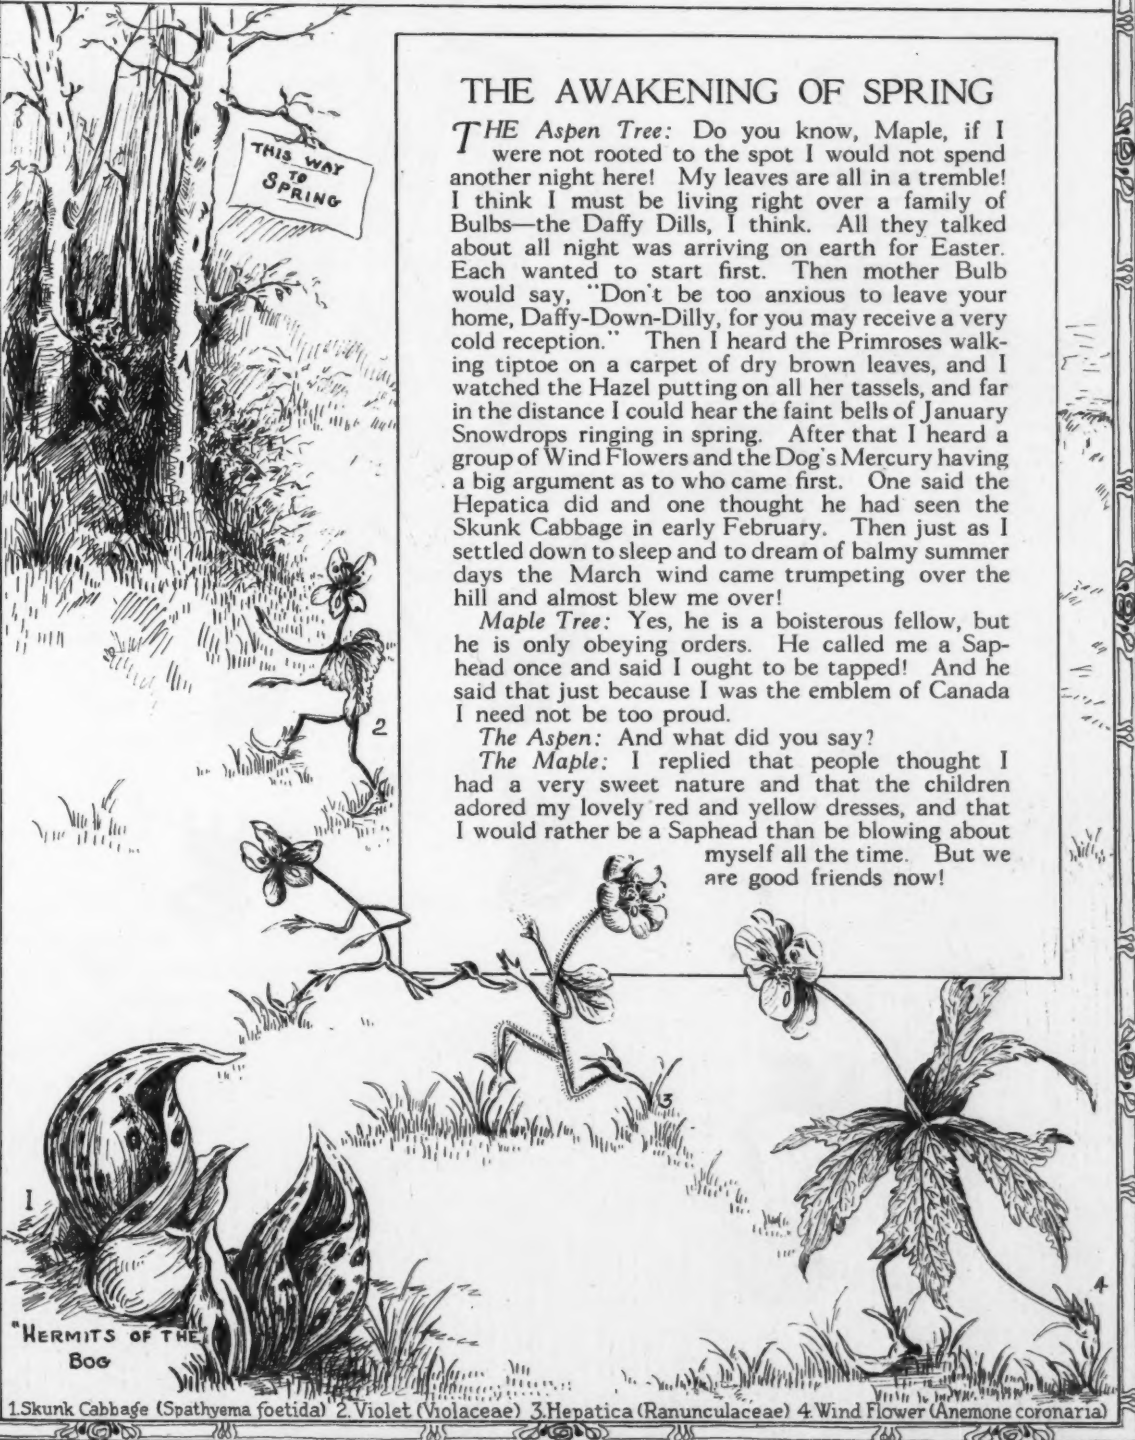 THIS WAY
TO
SPRING
THE AWAKENING OF SPRING
THE Aspen Tree: Do you know, Maple, if I
were not rooted to the spot I would not spend
another night here! My leaves are all in a tremble!
I think I must be living right over a family of
Bulbs—the Daffy Dills, I think. All they talked
about all night was arriving on earth for Easter.
Each wanted to start first. Then mother Bulb
would say, "Don't be too anxious to leave your
home, Daffy-Down-Dilly, for you may receive a very
cold reception." Then I heard the Primroses walk-
ing tiptoe on a carpet of dry brown leaves, and I
watched the Hazel putting on all her tassels, and far
in the distance I could hear the faint bells of January
Snowdrops ringing in spring. After that I heard a
group of Wind Flowers and the Dog's Mercury having
a big argument as to who came first. One said the
Hepatica did and one thought he had seen the
Skunk Cabbage in early February. Then just as I
settled down to sleep and to dream of balmy summer
days the March wind came trumpeting over the
hill and almost blew me over!
Maple Tree: Yes, he is a boisterous fellow, but
he is only obeying orders. He called me a Sap-
head once and said I ought to be tapped! And he
said that just because I was the emblem of Canada
I need not be too proud.
The Aspen: And what did you say?
The Maple: I replied that people thought I
had a very sweet nature and that the children
adored my lovely red and yellow dresses, and that
I would rather be a Saphead than be blowing about
myself all the time. But we
are good friends now!
2
3
1
4
"HERMITS OF THE
BOG
1.Skunk Cabbage (Spathyema foetida) 2.Violet (Violaceae) 3.Hepatica (Ranunculaceae) 4.Wind Flower (Anemone coronaria)